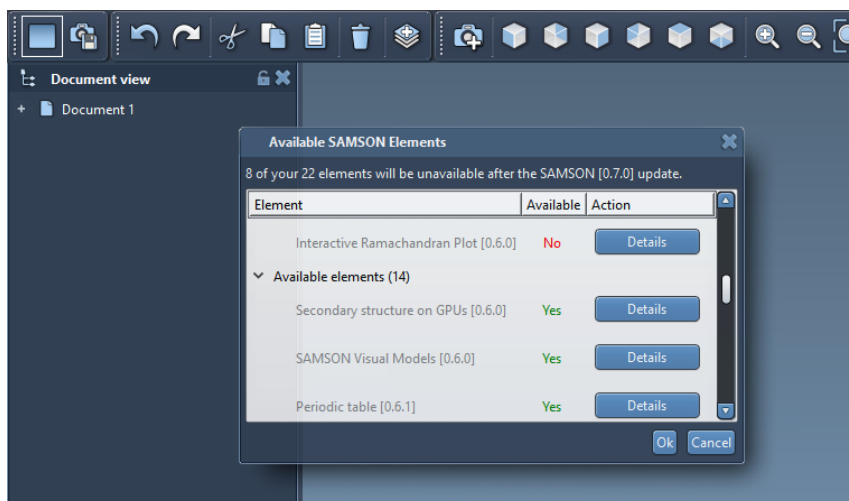 Document view
Document 1
Available SAMSON Elements
8 of your 22 elements will be unavailable after the SAMSON [0.7.0] update.
Element Available Action
Interactive Ramachandran Plot [0.6.0] No Details
Available elements (14)
Secondary structure on GPUs [0.6.0] Yes Details
SAMSON Visual Models [0.6.0] Yes Details
Periodic table [0.6.1] Yes Details
Ok Cancel